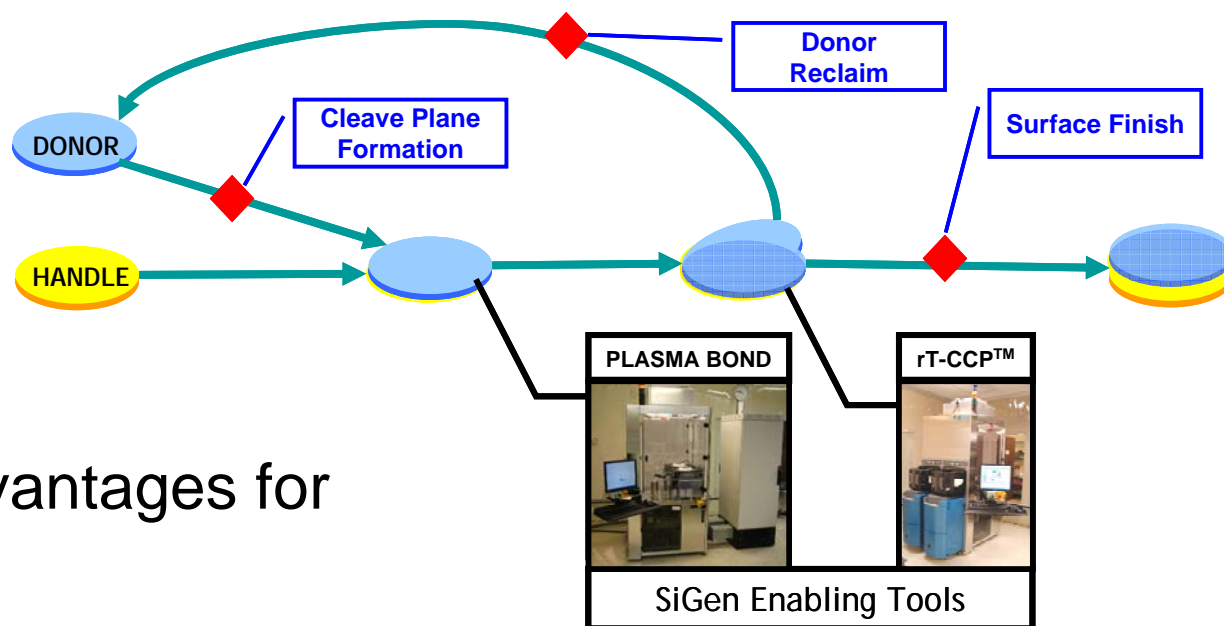 Donor
Reclaim
Cleave Plane
Formation
Surface Finish
DONOR
HANDLE
PLASMA BOND
rT-CCP™
vantages for
SiGen Enabling Tools